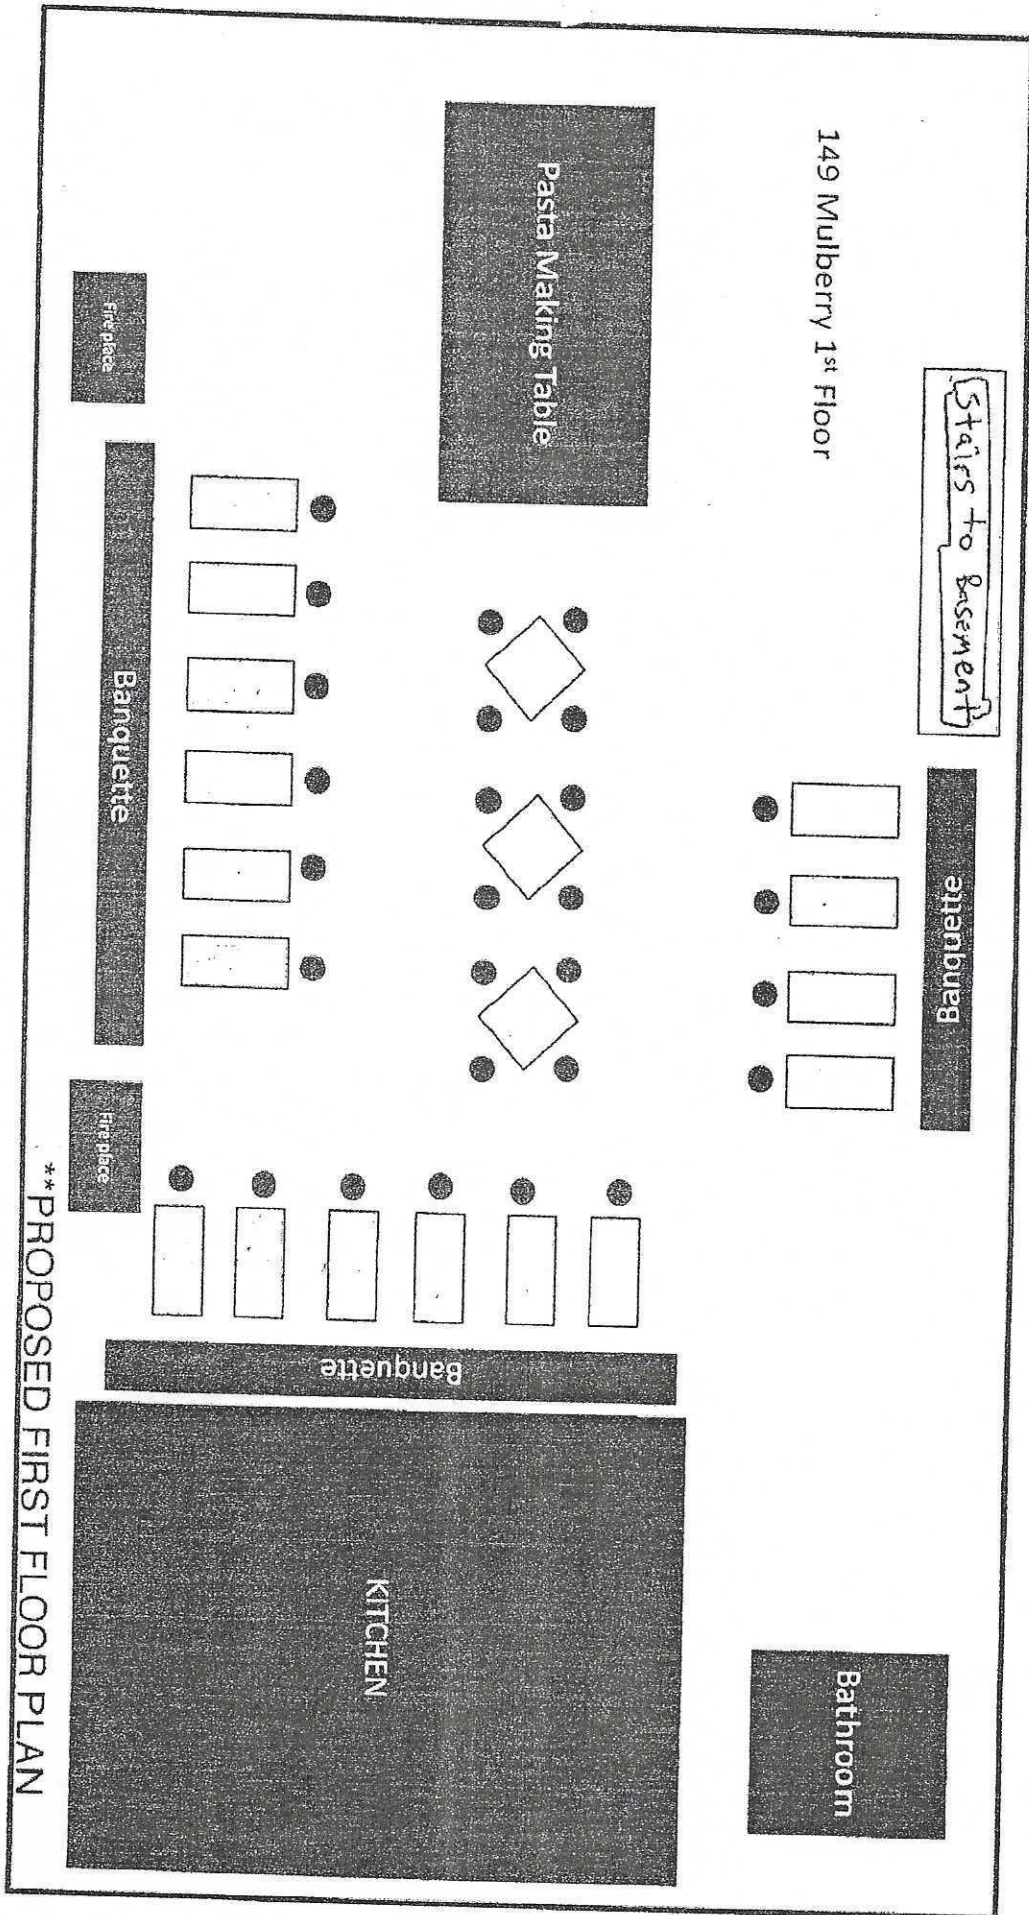 149 Mulberry 1st Floor
Stairs to Basement
Pasta Making Table
Fire place
Banquette
Banquette
Fire place
Banquette
KITCHEN
Bathroom
**PROPOSED FIRST FLOOR PLAN